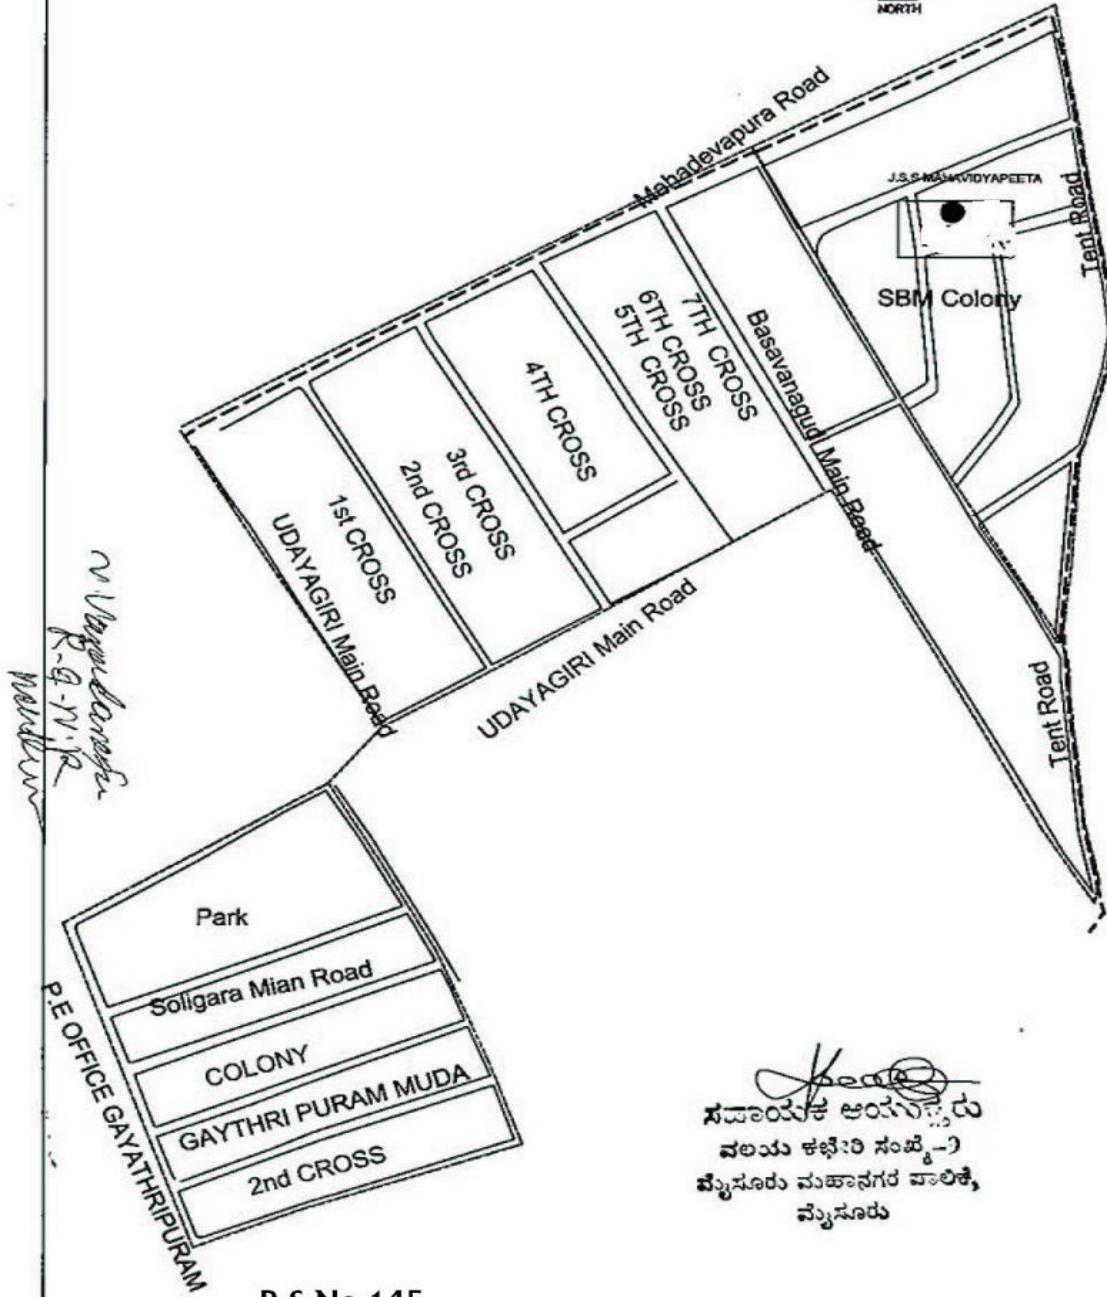 NORTH
Mahadevapura Road
J.S.S MAHAVIDYAPEETA
Tent Road
SBM Colony
7TH CROSS
6TH CROSS
5TH CROSS
Basavanagudi Main Road
4TH CROSS
3rd CROSS
2nd CROSS
1st CROSS
UDAYAGIRI Main Road
UDAYAGIRI Main Road
Tent Road
Park
Soligara Mian Road
COLONY
GAYTHRI PURAM MUDA
2nd CROSS
P.E OFFICE GAYATHRIPURAM
ಸಹಾಯಕ ಆಯುಕ್ತರು
ವಲಯ ಕಛೇರಿ ಸಂಖ್ಯೆ-9
ಮೈಸೂರು ಮಹಾನಗರ ಪಾಲಿಕೆ,
ಮೈಸೂರು
P.S No 145